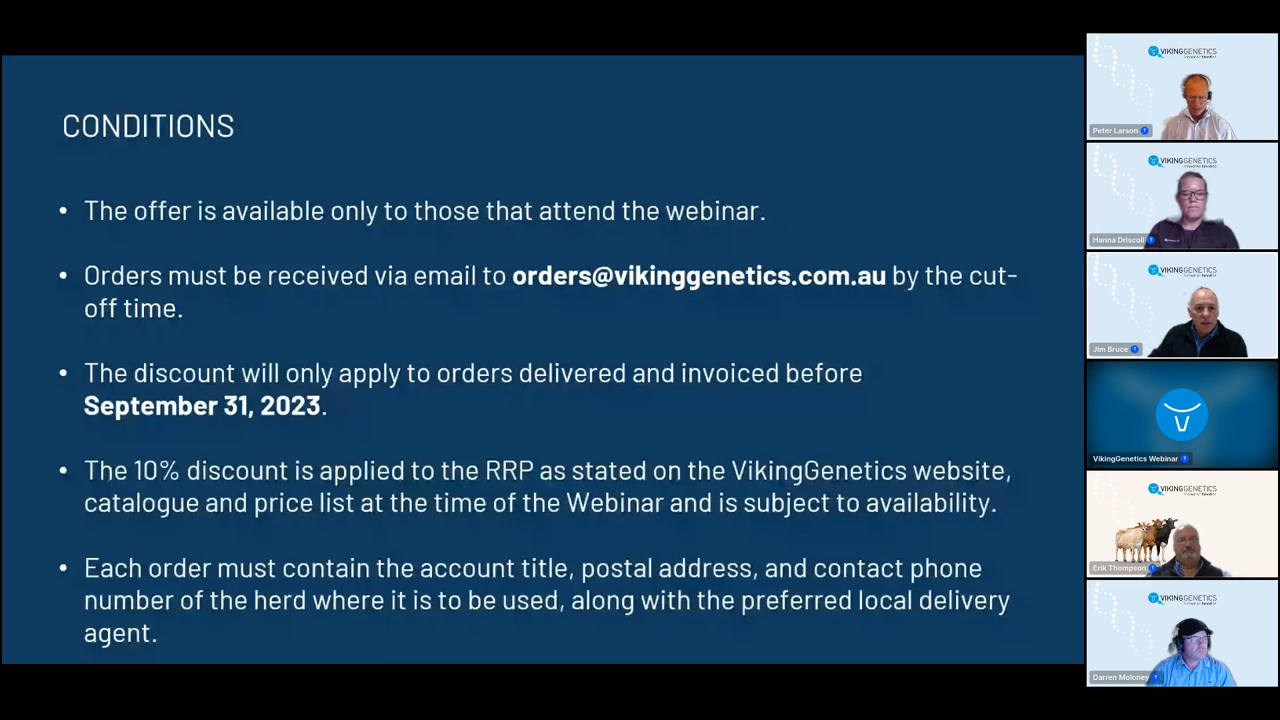 CONDITIONS
• The offer is available only to those that attend the webinar.
• Orders must be received via email to orders@vikinggenetics.com.au by the cut-
off time.
• The discount will only apply to orders delivered and invoiced before
September 31, 2023.
• The 10% discount is applied to the RRP as stated on the VikingGenetics website,
catalogue and price list at the time of the Webinar and is subject to availability.
• Each order must contain the account title, postal address, and contact phone
number of the herd where it is to be used, along with the preferred local delivery
agent.
VIKINGGENETICS
Peter Larson
VIKINGGENETICS
Hanna Driscoll
VIKINGGENETICS
Jim Bruce
VikingGenetics Webinar
VIKINGGENETICS
Erik Thompson
VIKINGGENETICS
Darren Moloney